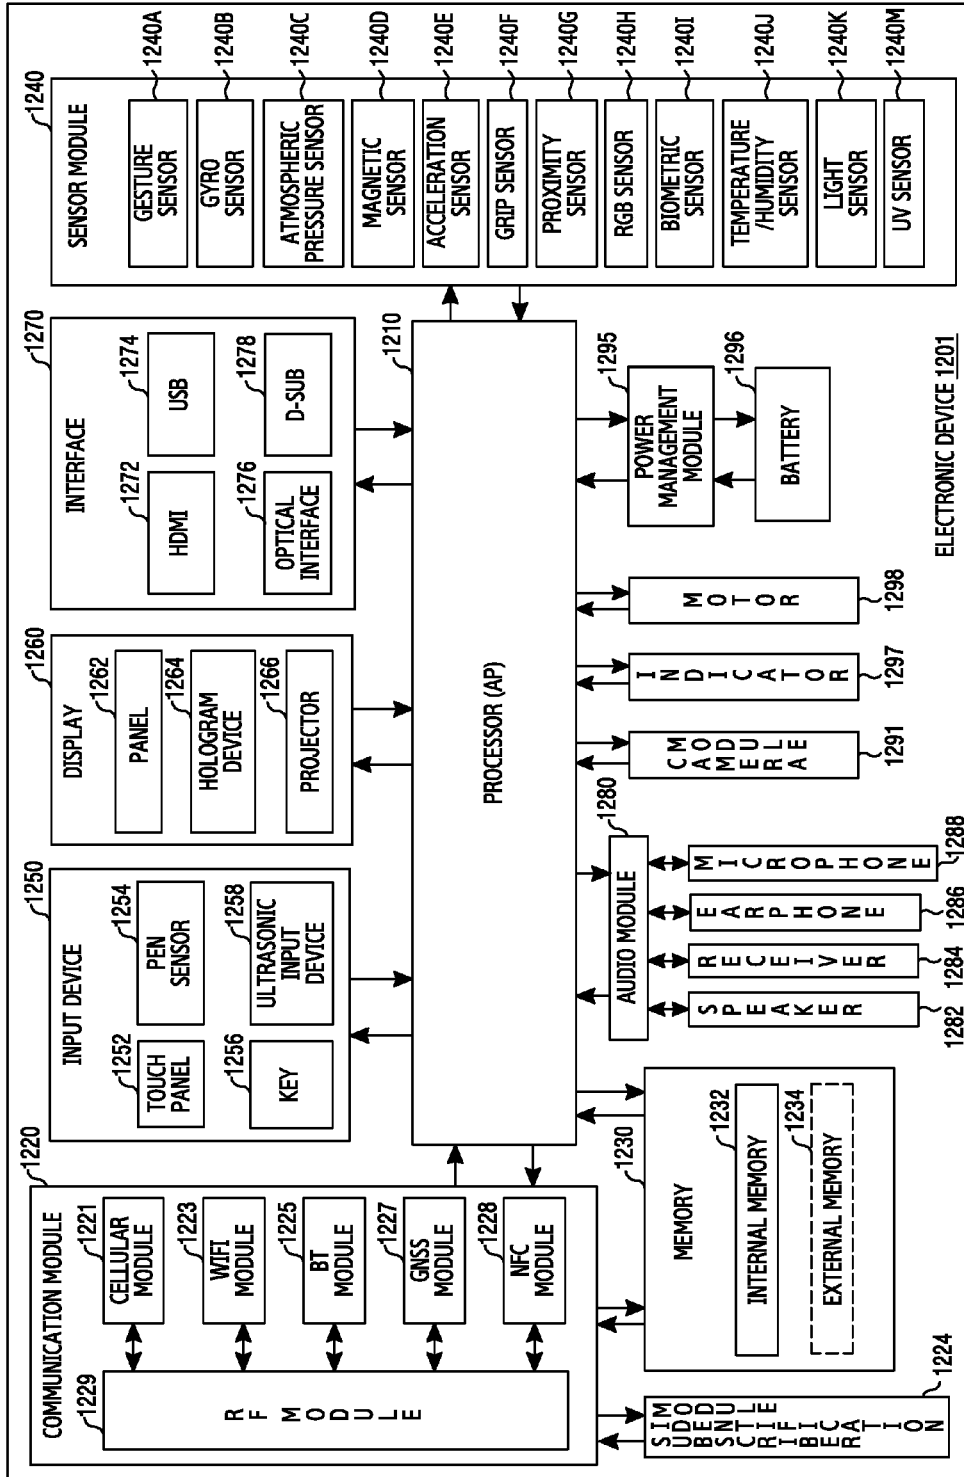 COMMUNICATION MODULE
1220
1229
RF MODULE
1221
CELLULAR
MODULE
1223
WIFI
MODULE
1225
BT
MODULE
1227
GNSS
MODULE
1228
NFC
MODULE
SUBSCRIBER
IDENTIFICATION
MODULE
1224
INPUT DEVICE
1250
1252
TOUCH
PANEL
1254
PEN
SENSOR
1256
KEY
1258
ULTRASONIC
INPUT
DEVICE
DISPLAY
1260
1262
PANEL
1264
HOLOGRAM
DEVICE
1266
PROJECTOR
INTERFACE
1270
1272
HDMI
1274
USB
1276
OPTICAL
INTERFACE
1278
D-SUB
SENSOR MODULE
1240
GESTURE
SENSOR
1240A
GYRO
SENSOR
1240B
ATMOSPHERIC
PRESSURE SENSOR
1240C
MAGNETIC
SENSOR
1240D
ACCELERATION
SENSOR
1240E
GRIP SENSOR
1240F
PROXIMITY
SENSOR
1240G
RGB SENSOR
1240H
BIOMETRIC
SENSOR
1240I
TEMPERATURE
/HUMIDITY
SENSOR
1240J
LIGHT
SENSOR
1240K
UV SENSOR
1240M
PROCESSOR (AP)
1210
MEMORY
1230
1232
INTERNAL MEMORY
1234
EXTERNAL MEMORY
AUDIO MODULE
1280
SPEAKER
1282
RECEIVER
1284
EARPHONE
1286
MICROPHONE
1288
CAMERA
MODULE
1291
INDICATOR
1297
MOTOR
1298
POWER
MANAGEMENT
MODULE
1295
BATTERY
1296
ELECTRONIC DEVICE 1201